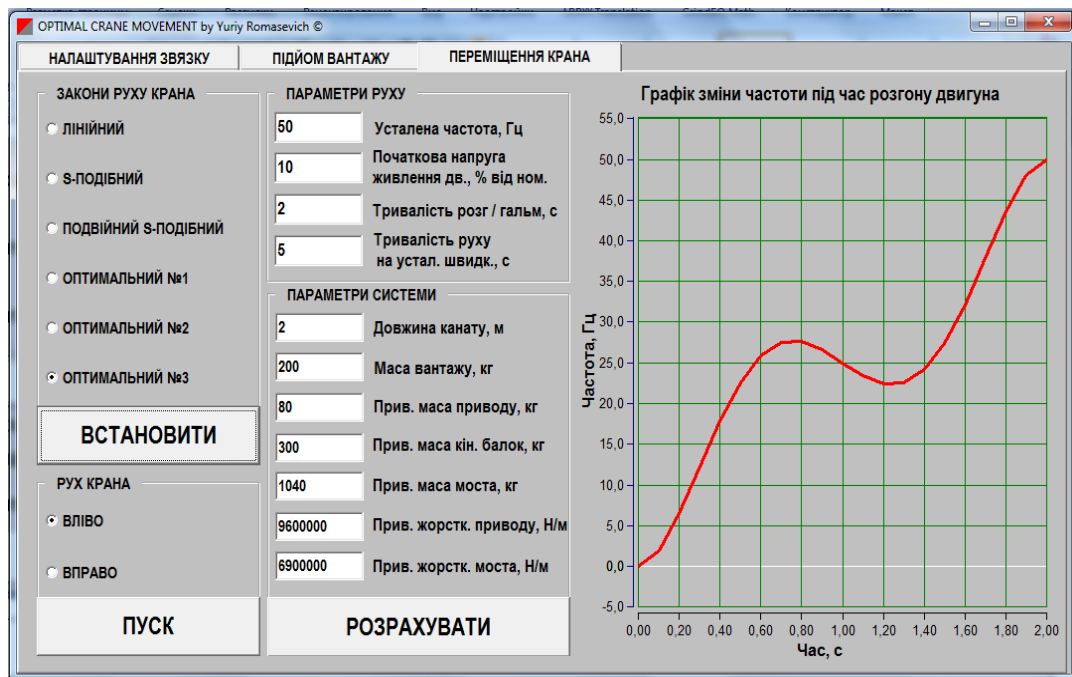 OPTIMAL CRANE MOVEMENT by Yuriy Romasevich ©
НАЛАШТУВАННЯ ЗВЯЗКУ
ПІДЙОМ ВАНТАЖУ
ПЕРЕМІЩЕННЯ КРАНА
ЗАКОНИ РУХУ КРАНА
ЛІНІЙНИЙ
S-ПОДІБНИЙ
ПОДВІЙНИЙ S-ПОДІБНИЙ
ОПТИМАЛЬНИЙ №1
ОПТИМАЛЬНИЙ №2
ОПТИМАЛЬНИЙ №3
ВСТАНОВИТИ
РУХ КРАНА
ВЛІВО
ВПРАВО
ПУСК
ПАРАМЕТРИ РУХУ
50 Усталена частота, Гц
10 Початкова напруга
живлення дв., % від ном.
2 Тривалість розг / гальм, с
5 Тривалість руху
на устал. швидк., с
ПАРАМЕТРИ СИСТЕМИ
2 Довжина канату, м
200 Маса вантажу, кг
80 Прив. маса приводу, кг
300 Прив. маса кін. балок, кг
1040 Прив. маса моста, кг
9600000 Прив. жорстк. приводу, Н/м
6900000 Прив. жорстк. моста, Н/м
РОЗРАХУВАТИ
Графік зміни частоти під час розгону двигуна
Частота, Гц
55,0
50,0
45,0
40,0
35,0
30,0
25,0
20,0
15,0
10,0
5,0
0,0
-5,0
0,00 0,20 0,40 0,60 0,80 1,00 1,20 1,40 1,60 1,80 2,00
Час, с